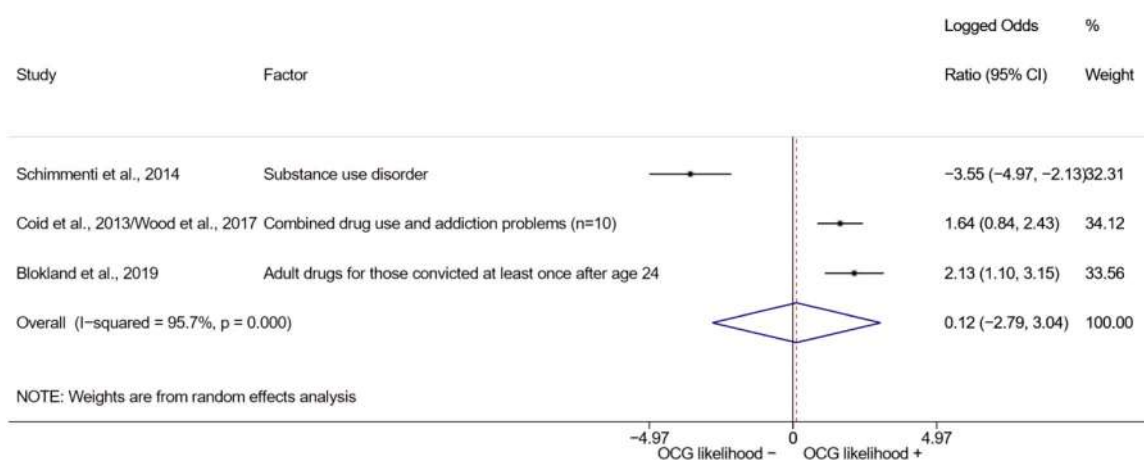 Logged Odds %
Study Factor Ratio (95% CI) Weight
Schimmenti et al., 2014 Substance use disorder −3.55 (−4.97, −2.13)32.31
Coid et al., 2013/Wood et al., 2017 Combined drug use and addiction problems (n=10) 1.64 (0.84, 2.43) 34.12
Blokland et al., 2019 Adult drugs for those convicted at least once after age 24 2.13 (1.10, 3.15) 33.56
Overall (I−squared = 95.7%, p = 0.000) 0.12 (−2.79, 3.04) 100.00
NOTE: Weights are from random effects analysis
−4.97 0 4.97
OCG likelihood − OCG likelihood +